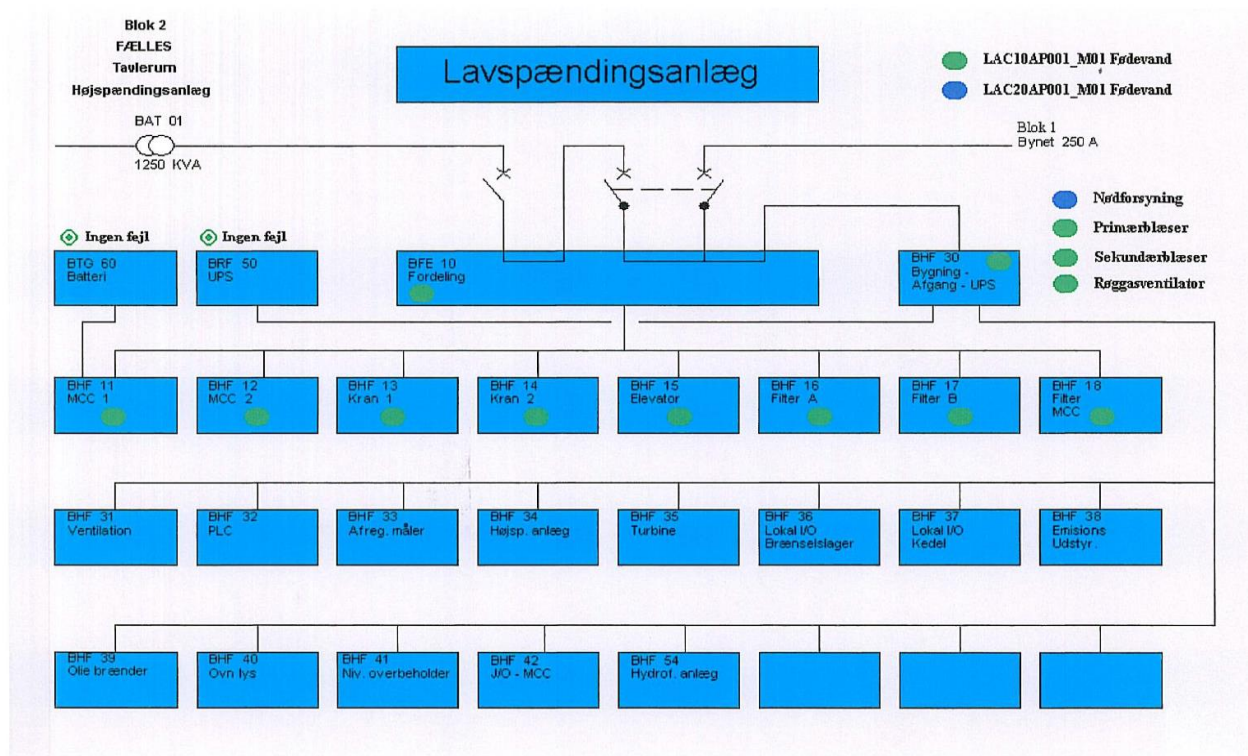 Blok 2
FÆLLES
Tavlerum
Højspændingsanlæg
Lavspændingsanlæg
LAC10AP001_M01 Fødevand
LAC20AP001_M01 Fødevand
BAT 01
1250 KVA
Blok 1
Bynet 250 A
Nødforsyning
Primærblæser
Sekundærblæser
Røggasventilator
Ingen fejl
Ingen fejl
BTG 60
Batteri
BRF 50
UPS
BFE 10
Fordeling
BHF 30
Bygning -
Afgang - UPS
BHF 11
MCC 1
BHF 12
MCC 2
BHF 13
Kran 1
BHF 14
Kran 2
BHF 15
Elevator
BHF 16
Filter A
BHF 17
Filter B
BHF 18
Filter
MCC
BHF 31
Ventilation
BHF 32
PLC
BHF 33
Afreg. måler
BHF 34
Højsp. anlæg
BHF 35
Turbine
BHF 36
Lokal I/O
Brænselslager
BHF 37
Lokal I/O
Kedel
BHF 38
Emisions
Udstyr.
BHF 39
Olie brænder
BHF 40
Ovn lys
BHF 41
Niv. overbeholder
BHF 42
J/O - MCC
BHF 54
Hydrof. anlæg